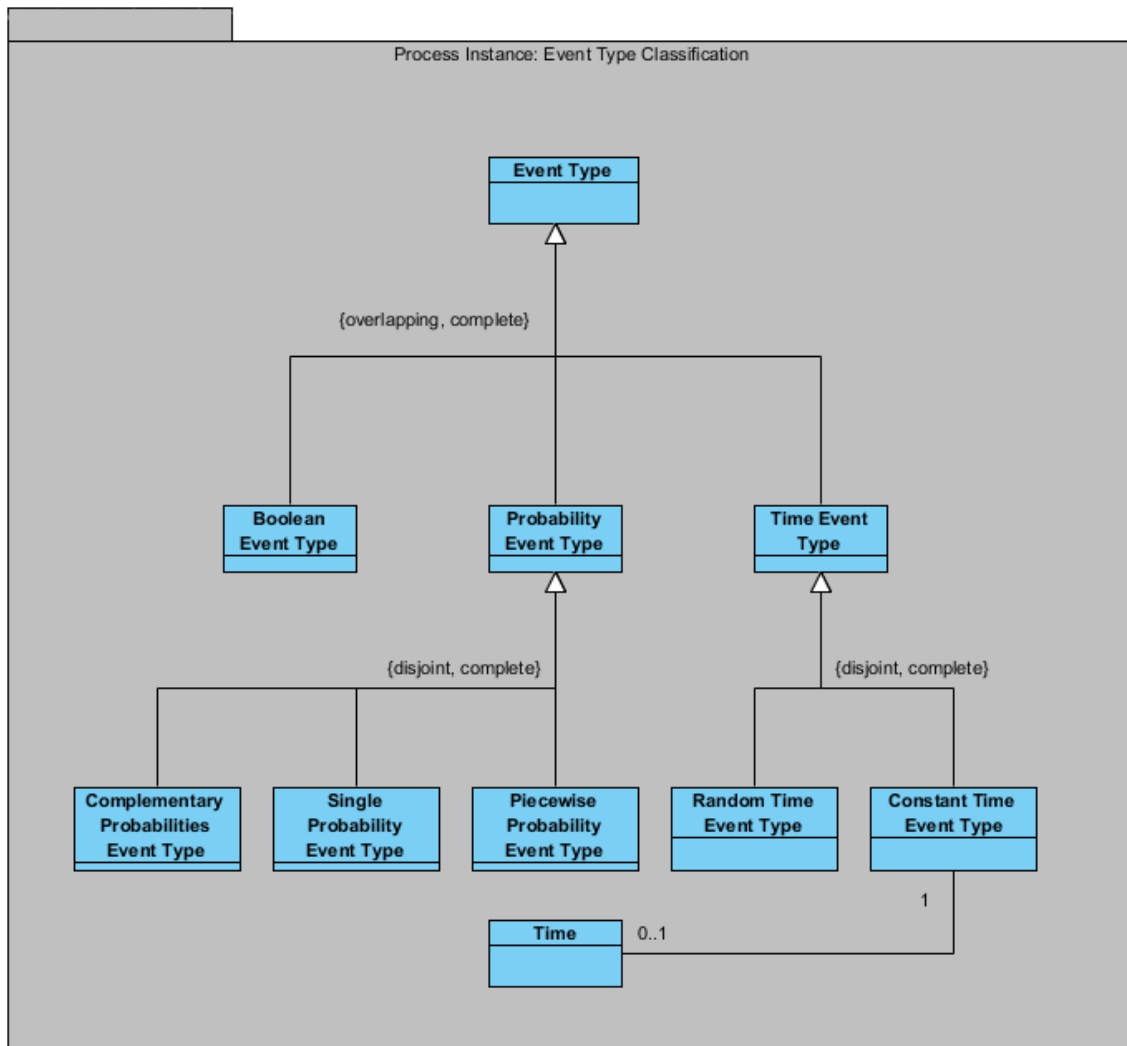 Process Instance: Event Type Classification
Event Type
{overlapping, complete}
Boolean
Event Type
Probability
Event Type
Time Event
Type
{disjoint, complete}
{disjoint, complete}
Complementary
Probabilities
Event Type
Single
Probability
Event Type
Piecewise
Probability
Event Type
Random Time
Event Type
Constant Time
Event Type
1
Time
0..1